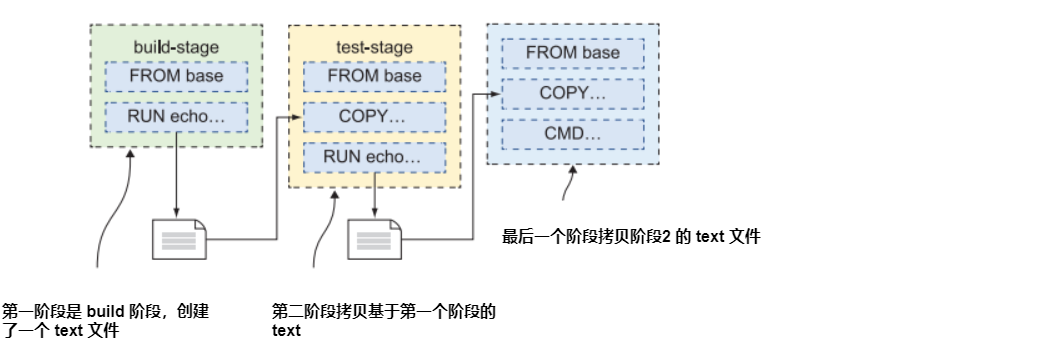 build-stage
FROM base
RUN echo…
test-stage
FROM base
COPY…
RUN echo…
FROM base
COPY…
CMD…
最后一个阶段拷贝阶段2 的 text 文件
第一阶段是 build 阶段，创建
了一个 text 文件
第二阶段拷贝基于第一个阶段的
text